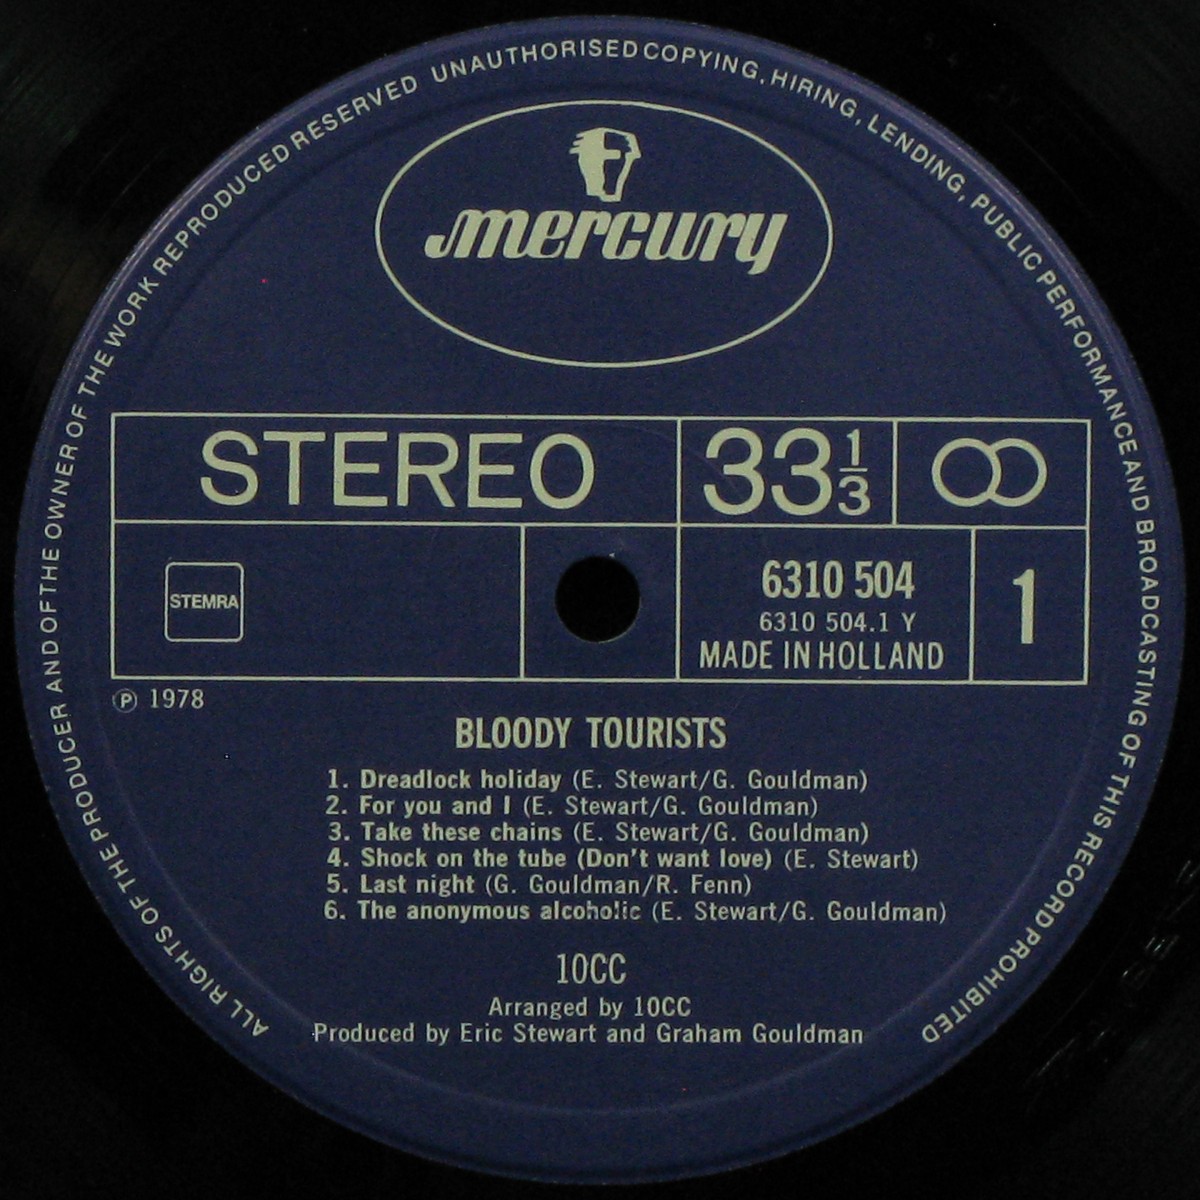 ALL RIGHTS OF THE PRODUCER AND OF THE OWNER OF THE WORK REPRODUCED RESERVED UNAUTHORISED COPYING, HIRING, LENDING, PUBLIC PERFORMANCE AND BROADCASTING OF THIS RECORD PROHIBITED
mercury
STEREO 33 1/3
STEMRA
6310 504
6310 504.1 Y
MADE IN HOLLAND
1
℗ 1978
BLOODY TOURISTS
1. Dreadlock holiday (E. Stewart/G. Gouldman)
2. For you and I (E. Stewart/G. Gouldman)
3. Take these chains (E. Stewart/G. Gouldman)
4. Shock on the tube (Don't want love) (E. Stewart)
5. Last night (G. Gouldman/R. Fenn)
6. The anonymous alcoholic (E. Stewart/G. Gouldman)
10CC
Arranged by 10CC
Produced by Eric Stewart and Graham Gouldman